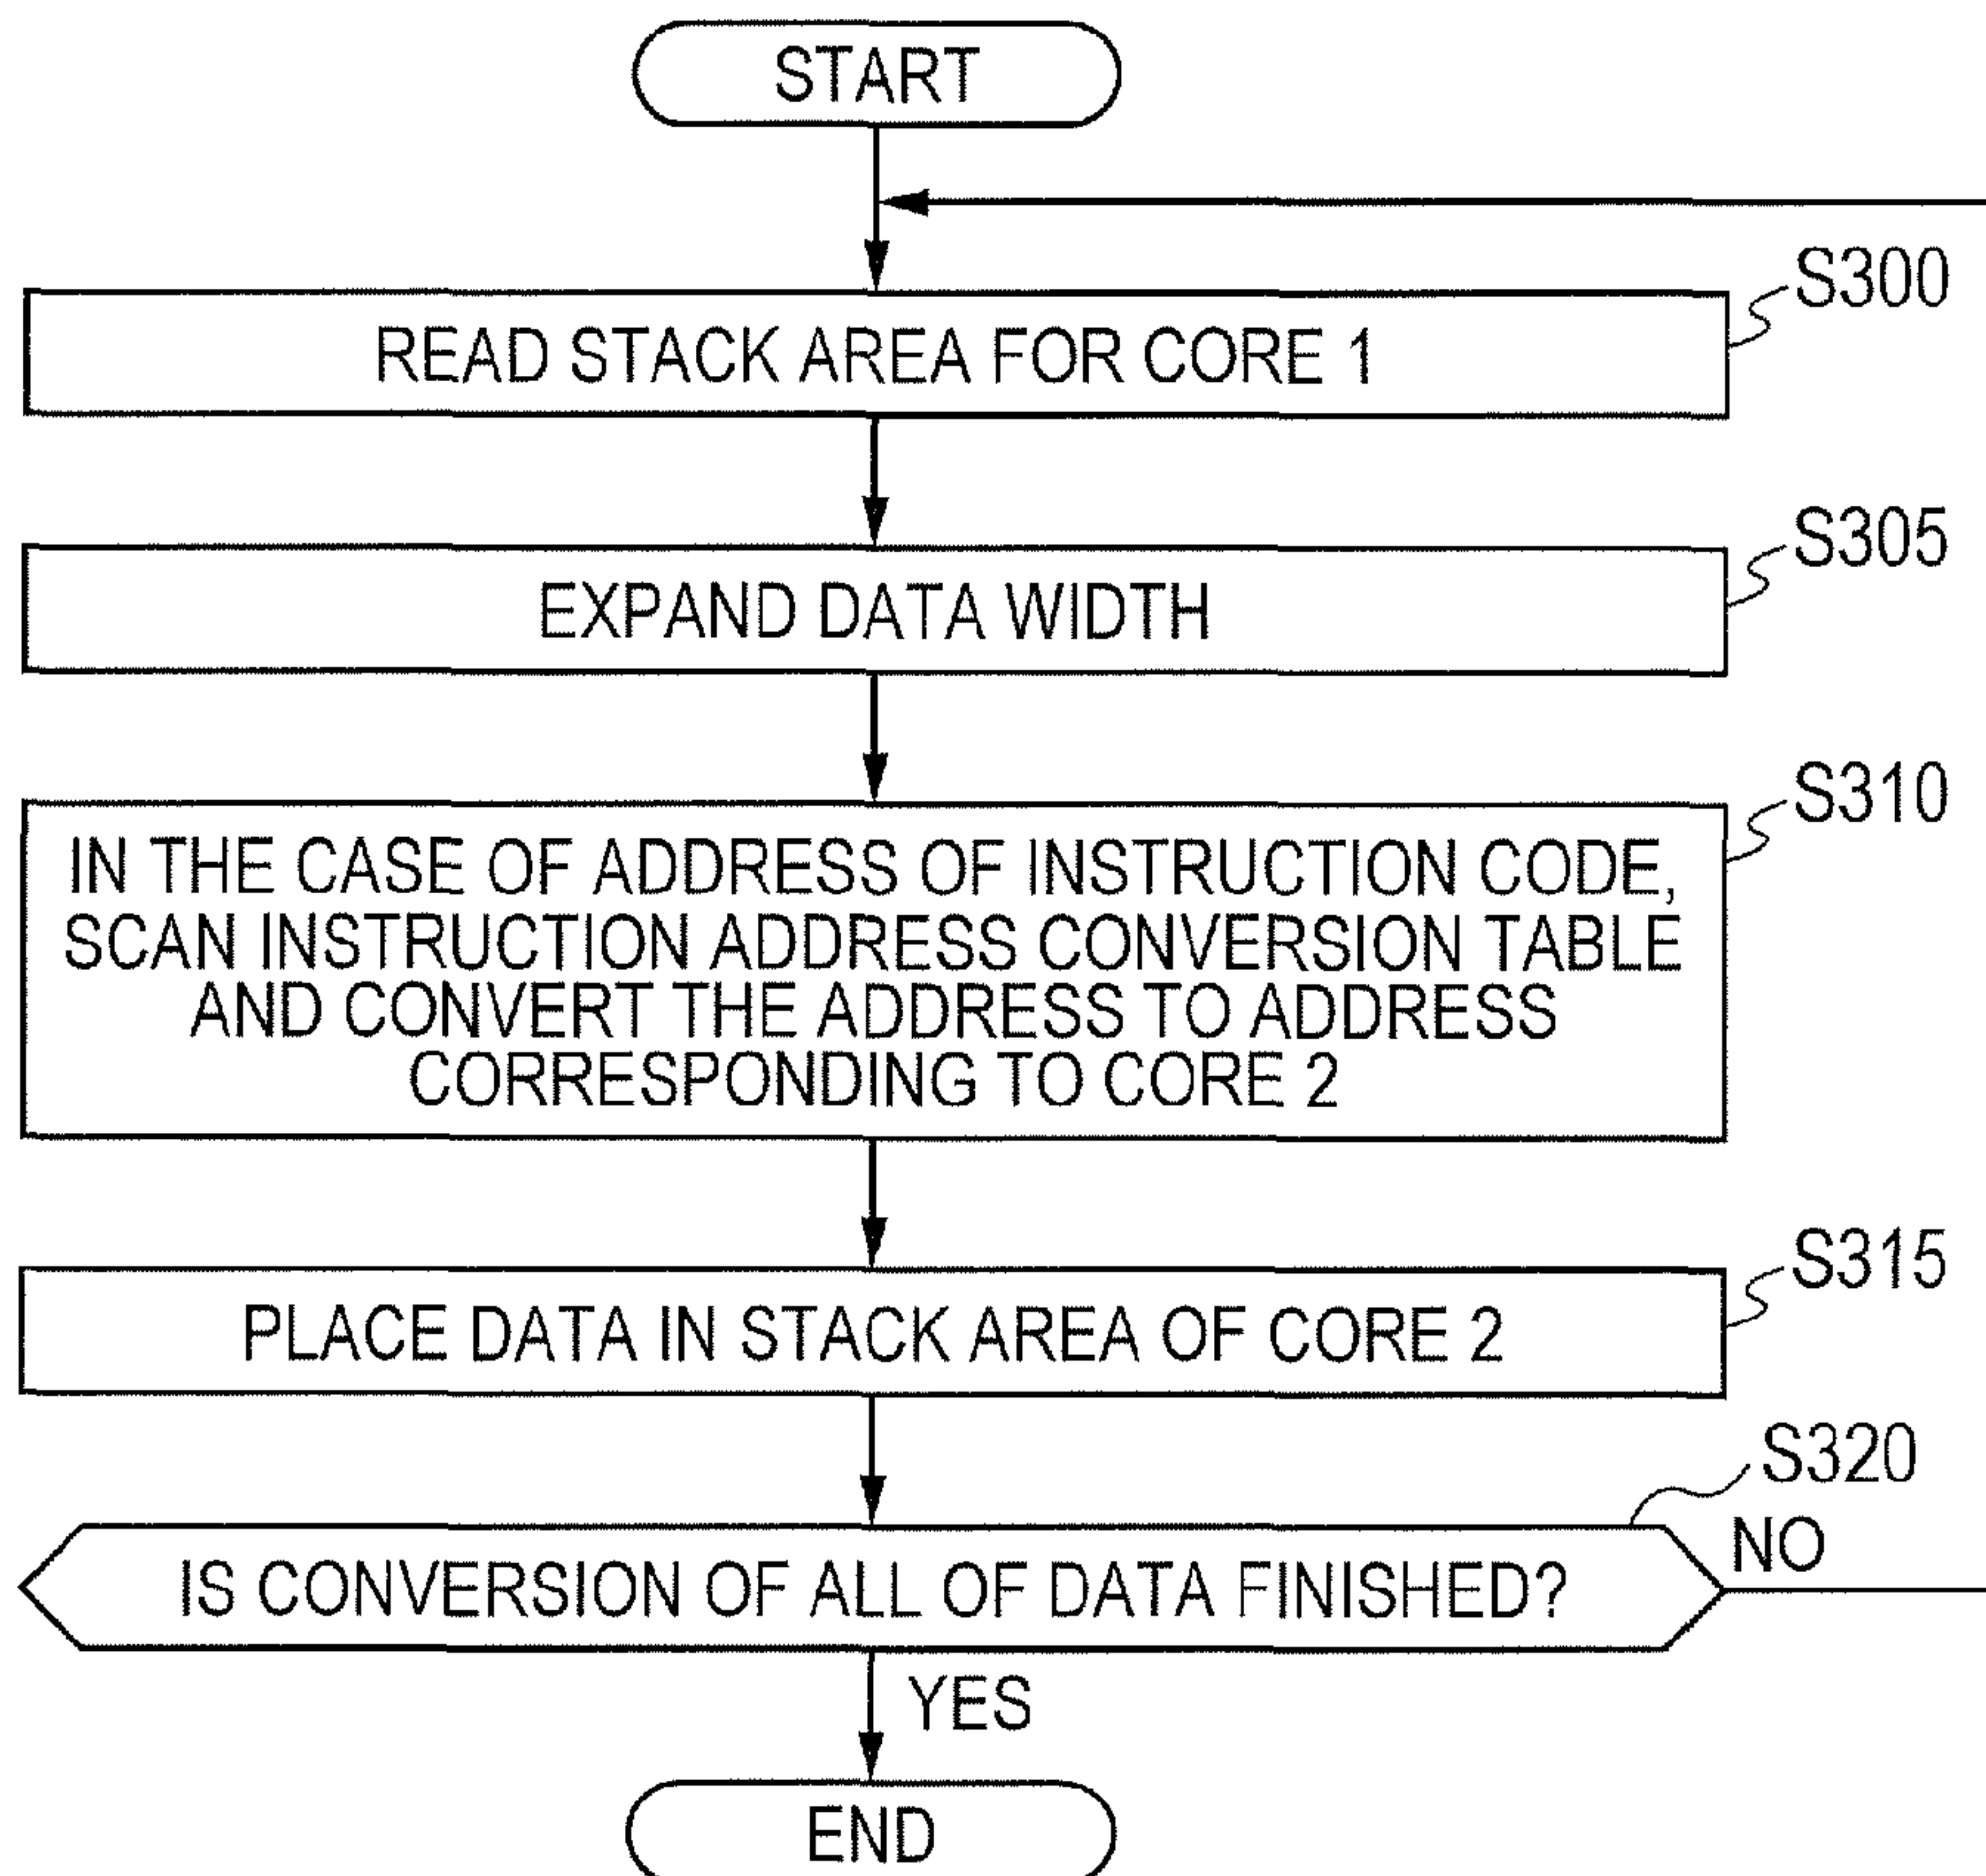 START
S300
READ STACK AREA FOR CORE 1
S305
EXPAND DATA WIDTH
S310
IN THE CASE OF ADDRESS OF INSTRUCTION CODE,
SCAN INSTRUCTION ADDRESS CONVERSION TABLE
AND CONVERT THE ADDRESS TO ADDRESS
CORRESPONDING TO CORE 2
S315
PLACE DATA IN STACK AREA OF CORE 2
S320
IS CONVERSION OF ALL OF DATA FINISHED?
NO
YES
END